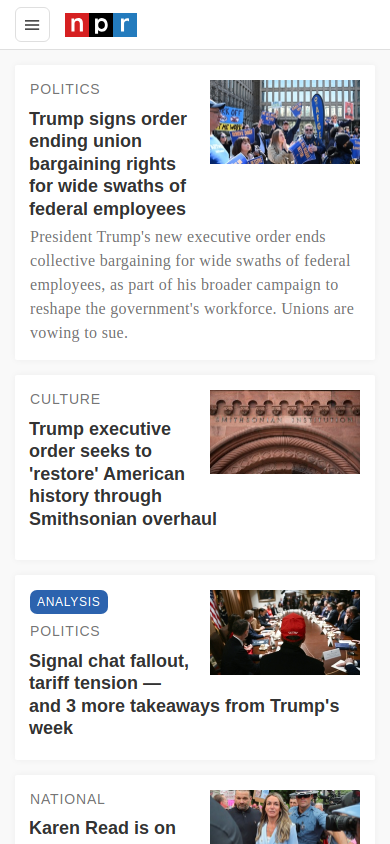 npr
POLITICS
Trump signs order
ending union
bargaining rights
for wide swaths of
federal employees
President Trump's new executive order ends
collective bargaining for wide swaths of federal
employees, as part of his broader campaign to
reshape the government's workforce. Unions are
vowing to sue.
CULTURE
Trump executive
order seeks to
'restore' American
history through
Smithsonian overhaul
ANALYSIS
POLITICS
Signal chat fallout,
tariff tension —
and 3 more takeaways from Trump's
week
NATIONAL
Karen Read is on